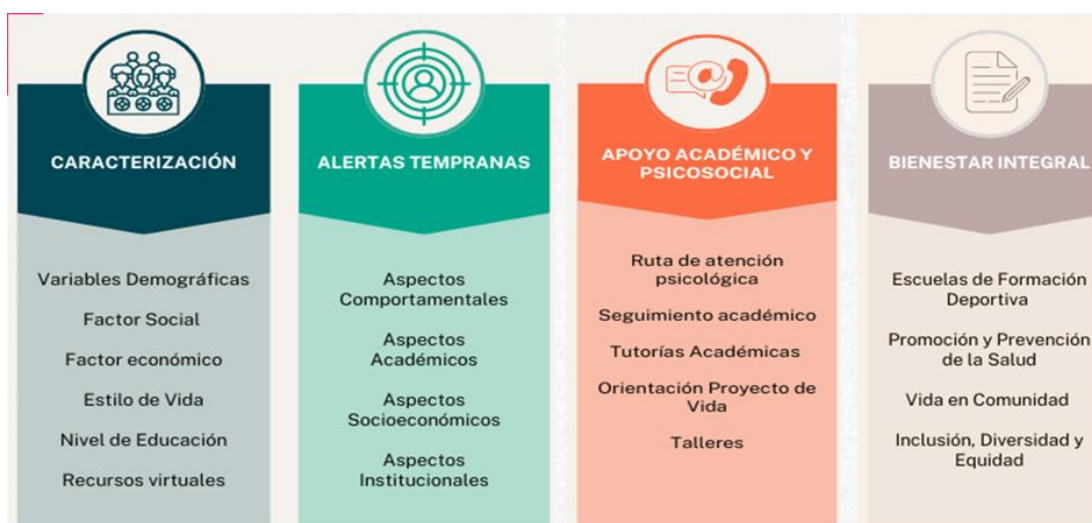 CARACTERIZACIÓN
Variables Demográficas
Factor Social
Factor económico
Estilo de Vida
Nivel de Educación
Recursos virtuales
ALERTAS TEMPRANAS
Aspectos
Comportamentales
Aspectos
Académicos
Aspectos
Socioeconómicos
Aspectos
Institucionales
APOYO ACADÉMICO Y
PSICOSOCIAL
Ruta de atención
psicológica
Seguimiento académico
Tutorías Académicas
Orientación Proyecto de
Vida
Talleres
BIENESTAR INTEGRAL
Escuelas de Formación
Deportiva
Promoción y Prevención
de la Salud
Vida en Comunidad
Inclusión, Diversidad y
Equidad